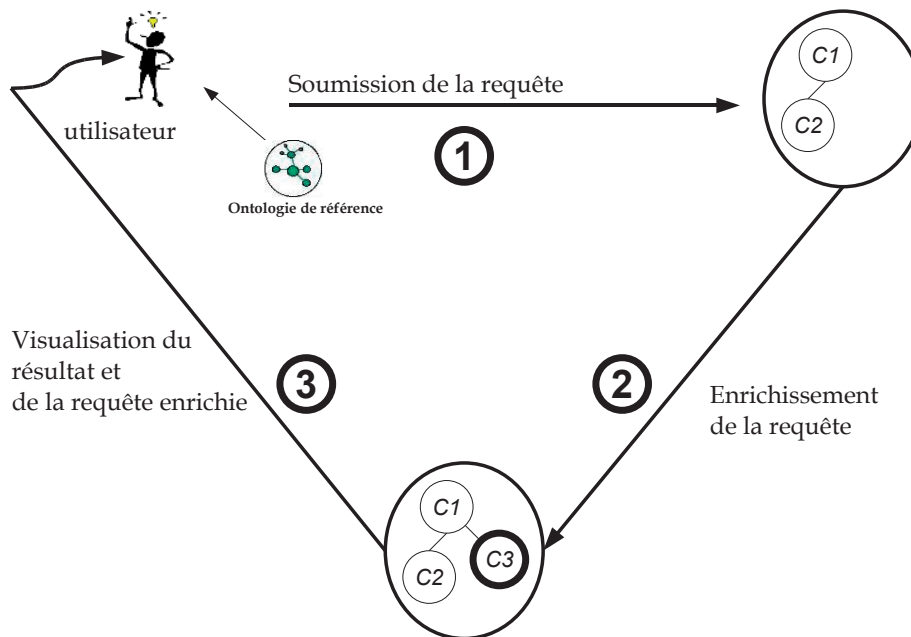 Soumission de la requête
utilisateur
1
Ontologie de référence
C1
C2
Visualisation du
résultat et
de la requête enrichie
3
2
Enrichissement
de la requête
C1
C2
C3